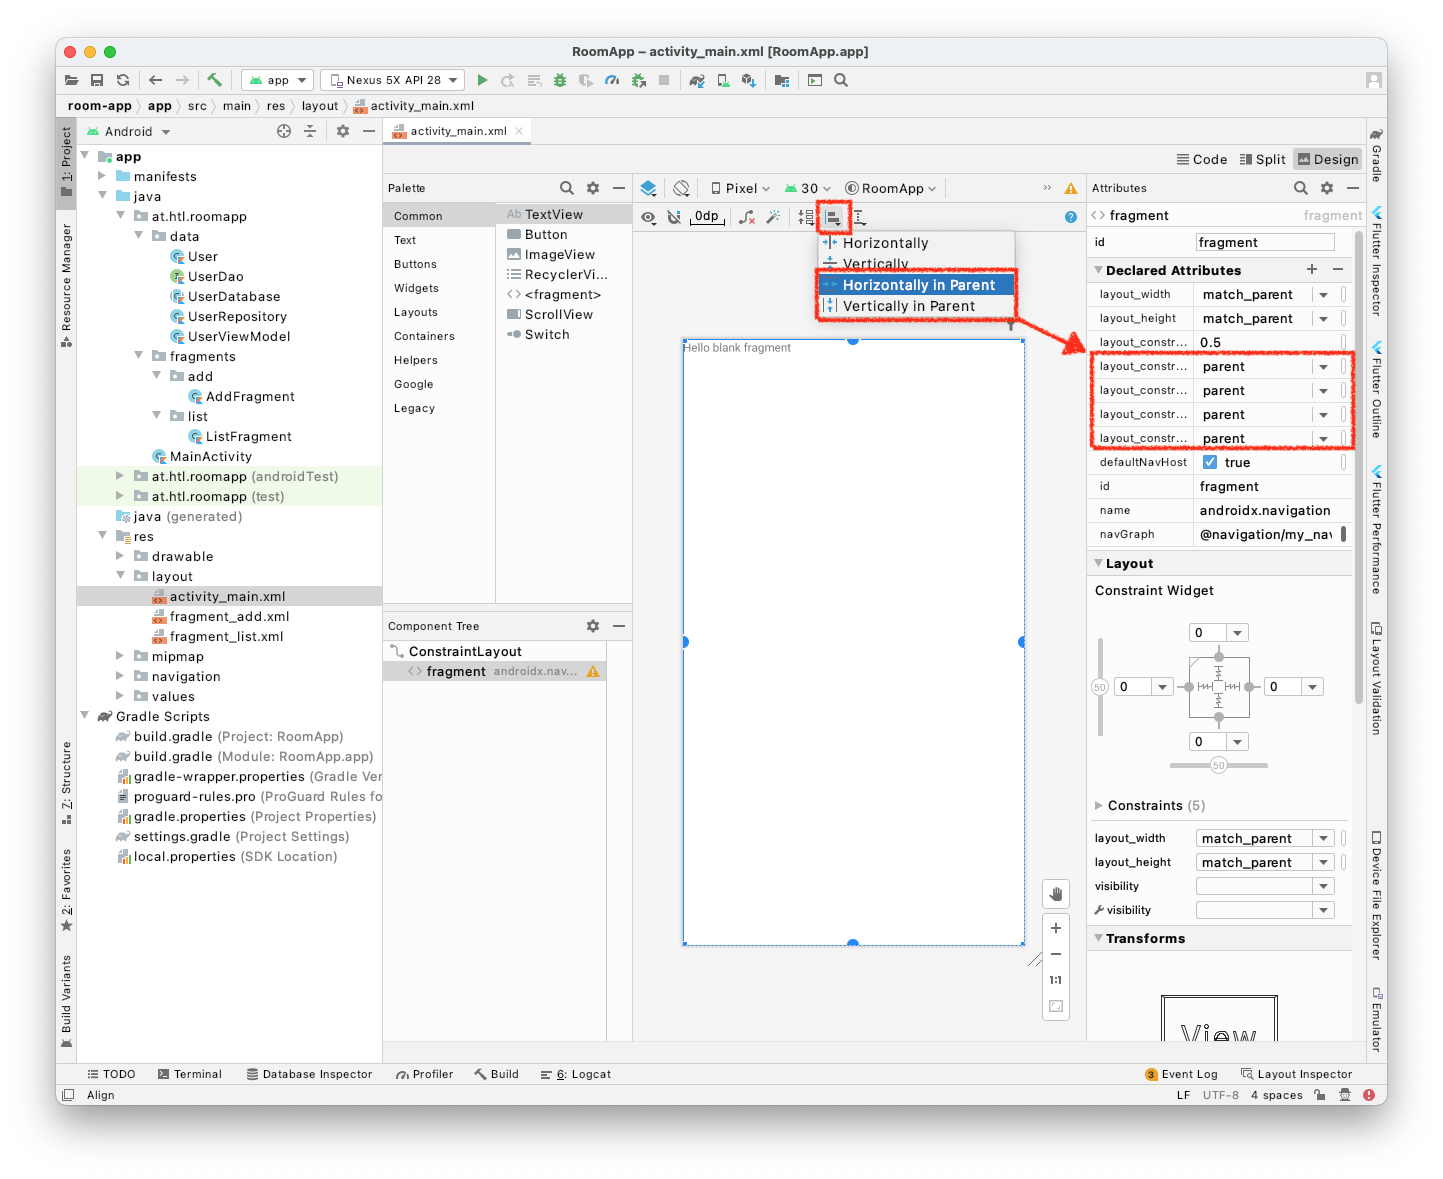 RoomApp – activity_main.xml [RoomApp.app]
app
Nexus 5X API 28
room-app
app
src
main
res
layout
activity_main.xml
1: Project
Resource Manager
Z: Structure
2: Favorites
Build Variants
Android
app
manifests
java
at.htl.roomapp
data
User
UserDao
UserDatabase
UserRepository
UserViewModel
fragments
add
AddFragment
list
ListFragment
MainActivity
at.htl.roomapp (androidTest)
at.htl.roomapp (test)
java (generated)
res
drawable
layout
activity_main.xml
fragment_add.xml
fragment_list.xml
mipmap
navigation
values
Gradle Scripts
build.gradle (Project: RoomApp)
build.gradle (Module: RoomApp.app)
gradle-wrapper.properties (Gradle Ver
proguard-rules.pro (ProGuard Rules fo
gradle.properties (Project Properties)
settings.gradle (Project Settings)
local.properties (SDK Location)
activity_main.xml
Code
Split
Design
Palette
Common
Text
Buttons
Widgets
Layouts
Containers
Helpers
Google
Legacy
Ab TextView
Button
ImageView
RecyclerVi...
<> <fragment>
ScrollView
Switch
Component Tree
ConstraintLayout
<> fragment androidx.nav...
Pixel
30
RoomApp
0dp
Horizontally
Vertically
Horizontally in Parent
Vertically in Parent
Hello blank fragment
1:1
Attributes
<> fragment
fragment
id fragment
Declared Attributes
layout_width match_parent
layout_height match_parent
layout_constr... 0.5
layout_constr... parent
layout_constr... parent
layout_constr... parent
layout_constr... parent
defaultNavHost true
id fragment
name androidx.navigation
navGraph @navigation/my_nav
Layout
Constraint Widget
0
50
0
0
0
50
Constraints (5)
layout_width match_parent
layout_height match_parent
visibility
visibility
Transforms
View
Gradle
Flutter Inspector
Flutter Outline
Flutter Performance
Layout Validation
Device File Explorer
Emulator
TODO
Terminal
Database Inspector
Profiler
Build
6: Logcat
3 Event Log
Layout Inspector
Align
LF
UTF-8
4 spaces